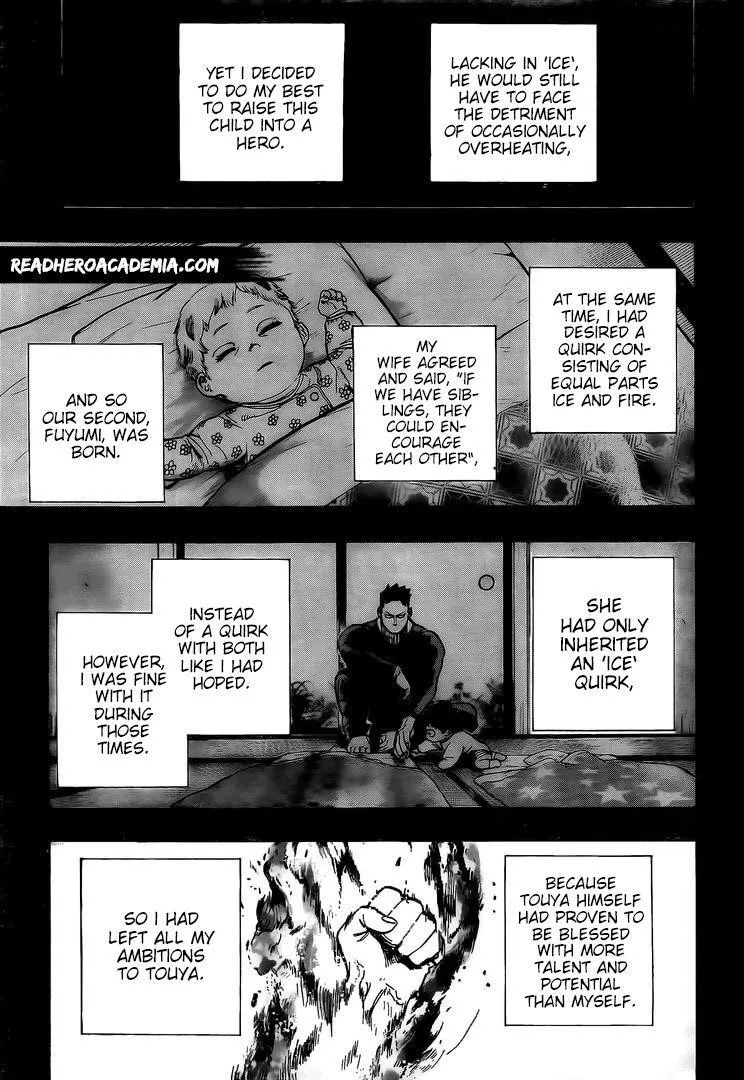 LACKING IN 'ICE',
HE WOULD STILL
HAVE TO FACE
THE DETRIMENT
OF OCCASIONALLY
OVERHEATING,
YET I DECIDED
TO DO MY BEST
TO RAISE THIS
CHILD INTO A
HERO.
READHEROACADEMIA.COM
AT THE SAME
TIME, I HAD
DESIRED A
QUIRK CON-
SISTING OF
EQUAL PARTS
ICE AND FIRE.
MY
WIFE AGREED
AND SAID, "IF
WE HAVE SIB-
LINGS, THEY
COULD EN-
COURAGE
EACH OTHER",
AND SO
OUR SECOND,
FUYUMI, WAS
BORN.
SHE
HAD ONLY
INHERITED
AN 'ICE'
QUIRK,
INSTEAD
OF A QUIRK
WITH BOTH
LIKE I HAD
HOPED.
HOWEVER,
I WAS FINE
WITH IT
DURING
THOSE
TIMES.
BECAUSE
TOUYA HIMSELF
HAD PROVEN TO
BE BLESSED
WITH MORE
TALENT AND
POTENTIAL
THAN MYSELF.
SO I HAD
LEFT ALL MY
AMBITIONS
TO TOUYA.